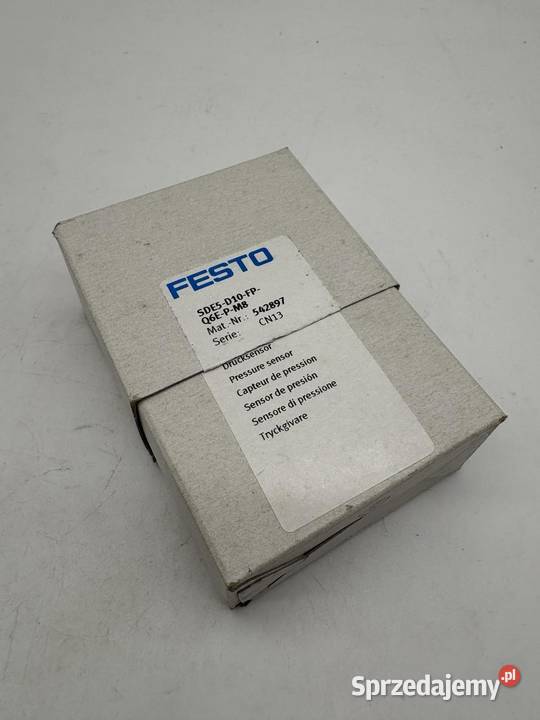 FESTO
SDE5-D10-FP-
Q6E-P-M8
Mat.-Nr.: 542897
Serie: CN13
Drucksensor
Pressure sensor
Capteur de pression
Sensor de presión
Sensore di pressione
Tryckgivare
Sprzedajemy.pl